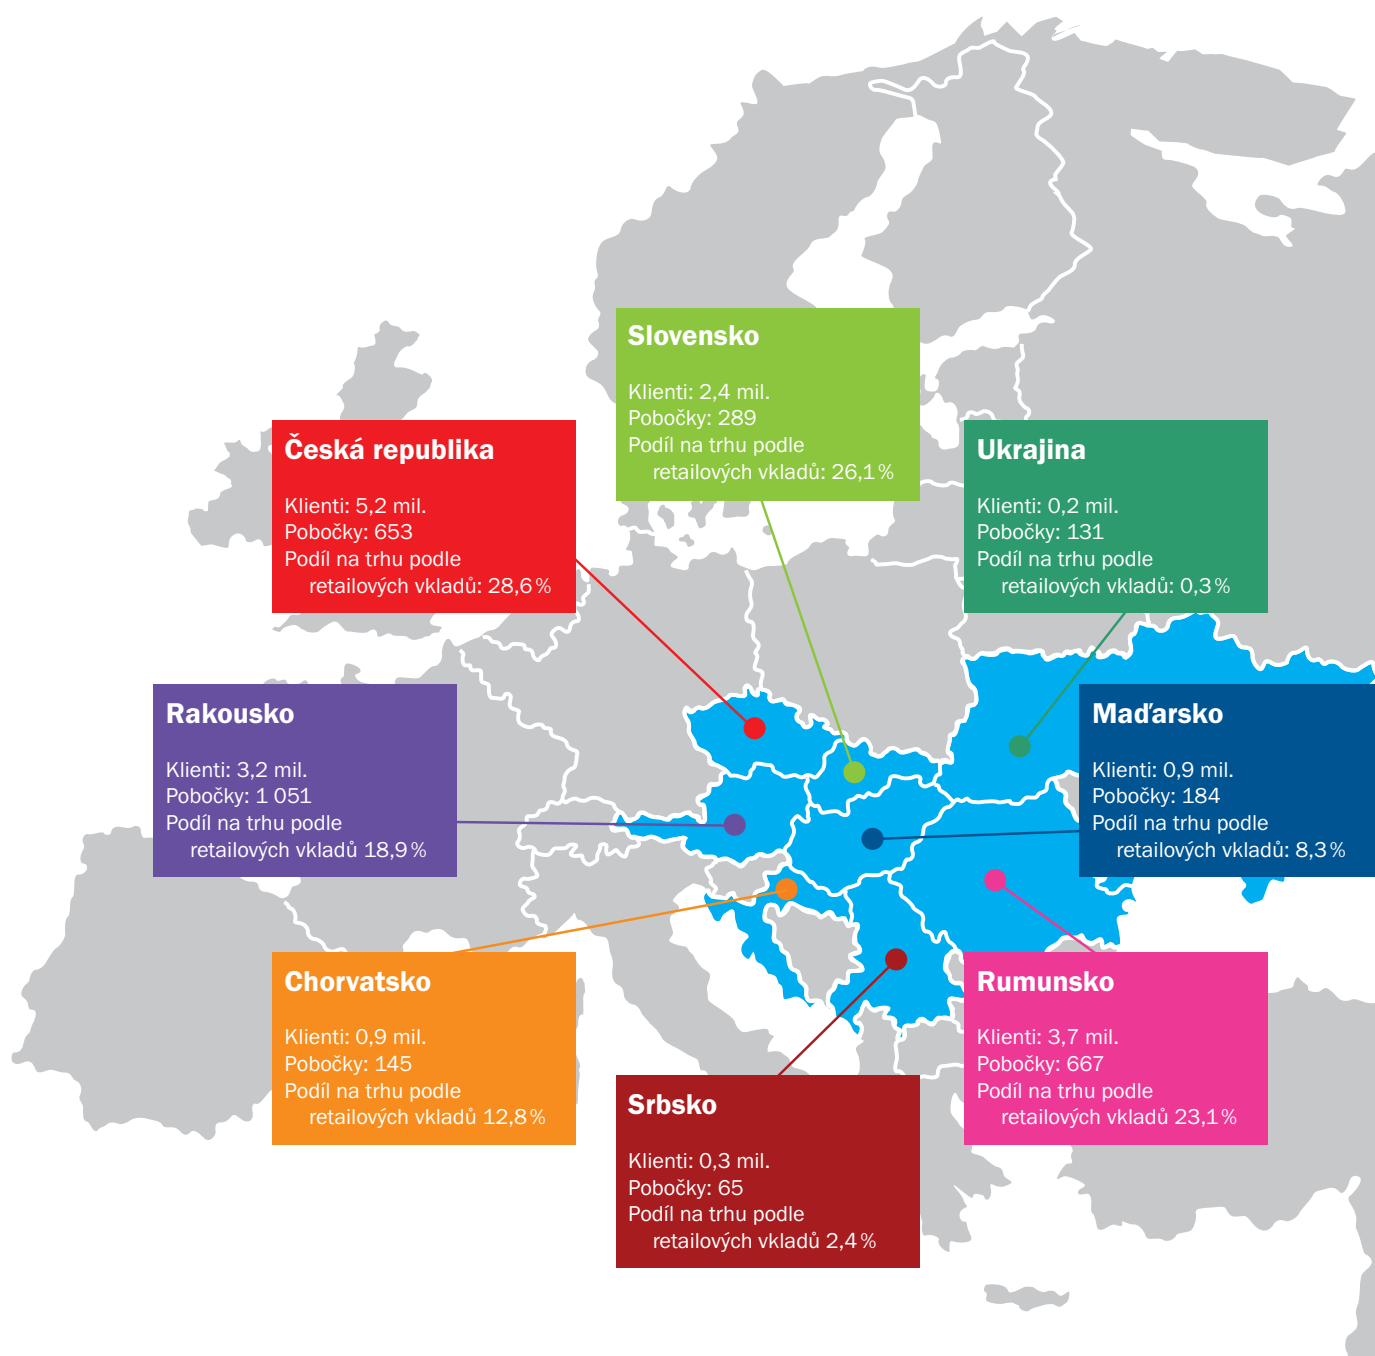 Slovensko
Klienti: 2,4 mil.
Pobočky: 289
Podíl na trhu podle
retailových vkladů: 26,1 %
Česká republika
Klienti: 5,2 mil.
Pobočky: 653
Podíl na trhu podle
retailových vkladů: 28,6 %
Ukrajina
Klienti: 0,2 mil.
Pobočky: 131
Podíl na trhu podle
retailových vkladů: 0,3 %
Rakousko
Klienti: 3,2 mil.
Pobočky: 1 051
Podíl na trhu podle
retailových vkladů 18,9 %
Maďarsko
Klienti: 0,9 mil.
Pobočky: 184
Podíl na trhu podle
retailových vkladů: 8,3 %
Chorvatsko
Klienti: 0,9 mil.
Pobočky: 145
Podíl na trhu podle
retailových vkladů 12,8 %
Rumunsko
Klienti: 3,7 mil.
Pobočky: 667
Podíl na trhu podle
retailových vkladů 23,1 %
Srbsko
Klienti: 0,3 mil.
Pobočky: 65
Podíl na trhu podle
retailových vkladů 2,4 %